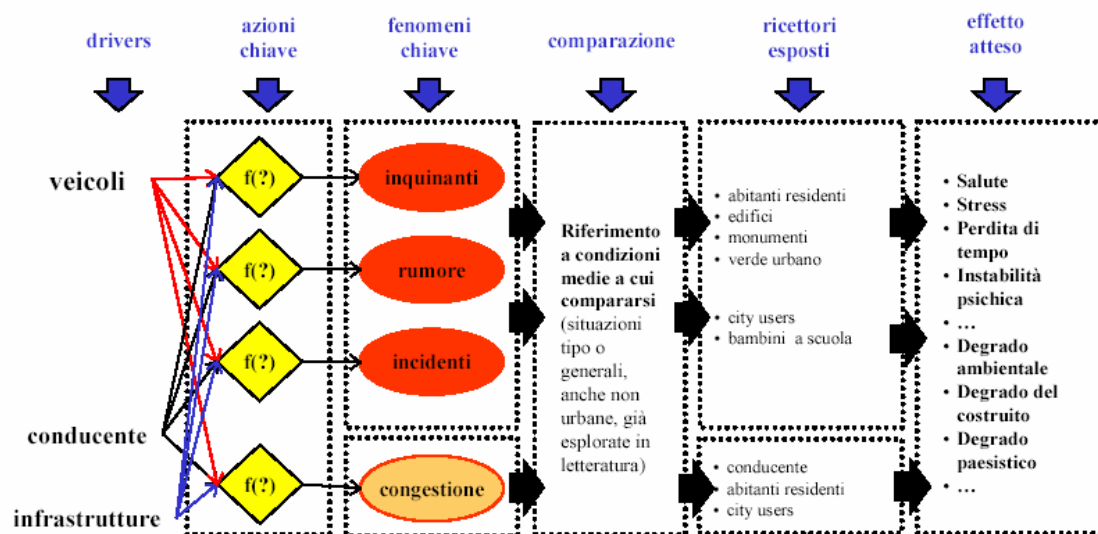 drivers
azioni
chiave
fenomeni
chiave
comparazione
ricettori
esposti
effetto
atteso
veicoli
conducente
infrastrutture
f(?)
f(?)
f(?)
f(?)
inquinanti
rumore
incidenti
congestione
Riferimento
a condizioni
medie a cui
compararsi
(situazioni
tipo o
generali,
anche non
urbane, già
esplorate in
letteratura)
• abitanti residenti
• edifici
• monumenti
• verde urbano
• city users
• bambini a scuola
• conducente
• abitanti residenti
• city users
• Salute
• Stress
• Perdita di
tempo
• Instabilità
psichica
• ...
• Degrado
ambientale
• Degrado del
costruito
• Degrado
paesistico
• ...